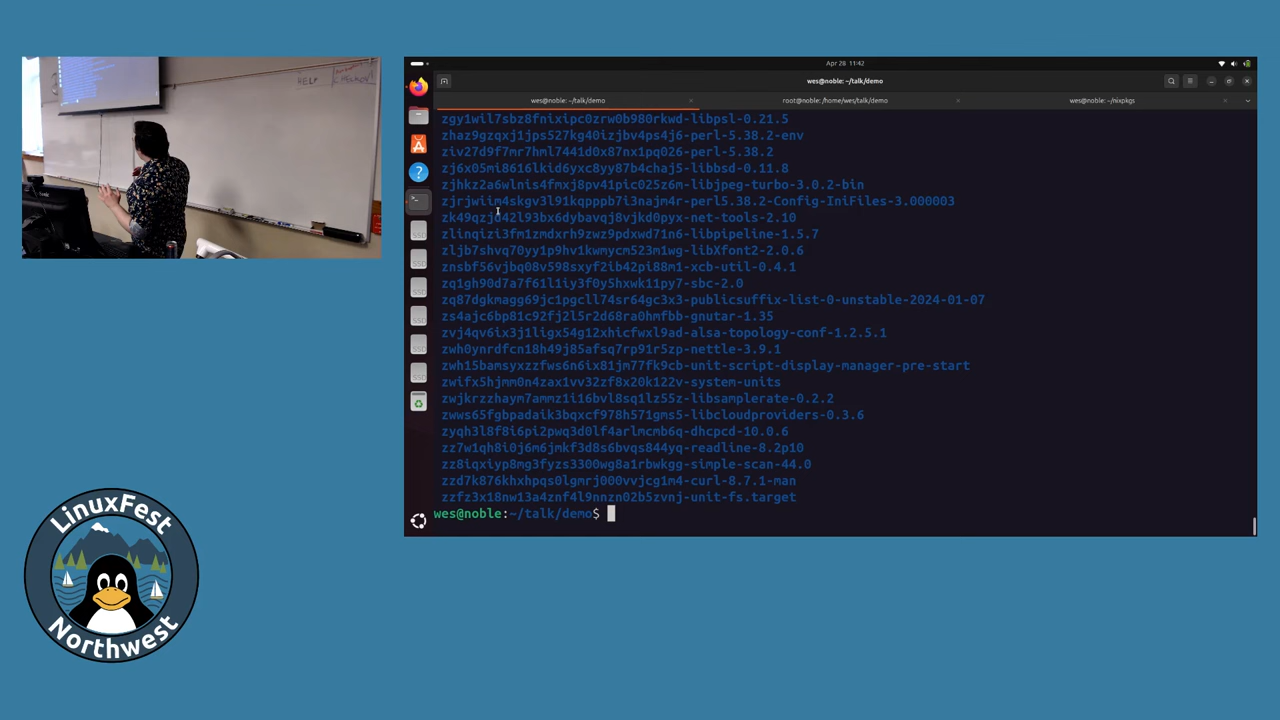 HELP
Apr 28 11:42
wes@noble: ~/talk/demo
wes@noble: ~/talk/demo
root@noble: /home/wes/talk/demo
wes@noble: ~/nixpkgs
zgy1wil7sbz8fnixipc0zrw0b980rkwd-libpsl-0.21.5
zhaz9gzqxj1jps527kg40izjbv4ps4j6-perl-5.38.2-env
ziv27d9f7mr7hml7441d0x87nx1pq026-perl-5.38.2
zj6x05mi8616lkid6yxc8yy87b4chaj5-libbsd-0.11.8
zjhkz2a6wlnis4fmxj8pv41pic025z6m-libjpeg-turbo-3.0.2-bin
zjrjwiim4skgv3l91kqpppb7i3najm4r-perl5.38.2-Config-IniFiles-3.000003
zk49qzjd42l93bx6dybavqj8vjkd0pyx-net-tools-2.10
zlinqizi3fm1zmdxrh9zwz9pdxwd71n6-libpipeline-1.5.7
zljb7shvq70yy1p9hv1kwmycm523m1wg-libXfont2-2.0.6
znsbf56vjbq08v598sxyf2ib42pi88m1-xcb-util-0.4.1
zq1gh90d7a7f61l1iy3f0y5hxwk11py7-sbc-2.0
zq87dgkmagg69jc1pgcll74sr64gc3x3-publicsuffix-list-0-unstable-2024-01-07
zs4ajc6bp81c92fj2l5r2d68ra0hmfbb-gnutar-1.35
zvj4qv6ix3j1ligx54g12xhicfwxl9ad-alsa-topology-conf-1.2.5.1
zwh0ynrdfcn18h49j85afsq7rp91r5zp-nettle-3.9.1
zwh15bamsyxzzfws6n6ix81jm77fk9cb-unit-script-display-manager-pre-start
zwifx5hjmm0n4zax1vv32zf8x20k122v-system-units
zwjkrzzhaym7ammz1i16bvl8sq1lz55z-libsamplerate-0.2.2
zwws65fgbpadaik3bqxcf978h571gms5-libcloudproviders-0.3.6
zyqh3l8f8i6pi2pwq3d0lf4arlmcmb6q-dhcpcd-10.0.6
zz7w1qh8i0j6m6jmkf3d8s6bvqs844yq-readline-8.2p10
zz8iqxiyp8mg3fyzs3300wg8a1rbwkgg-simple-scan-44.0
zzd7k876khxhpqs0lgmrj000vvjcg1m4-curl-8.7.1-man
zzfz3x18nw13a4znf4l9nnzn02b5zvnj-unit-fs.target
wes@noble:~/talk/demo$
LinuxFest
Northwest